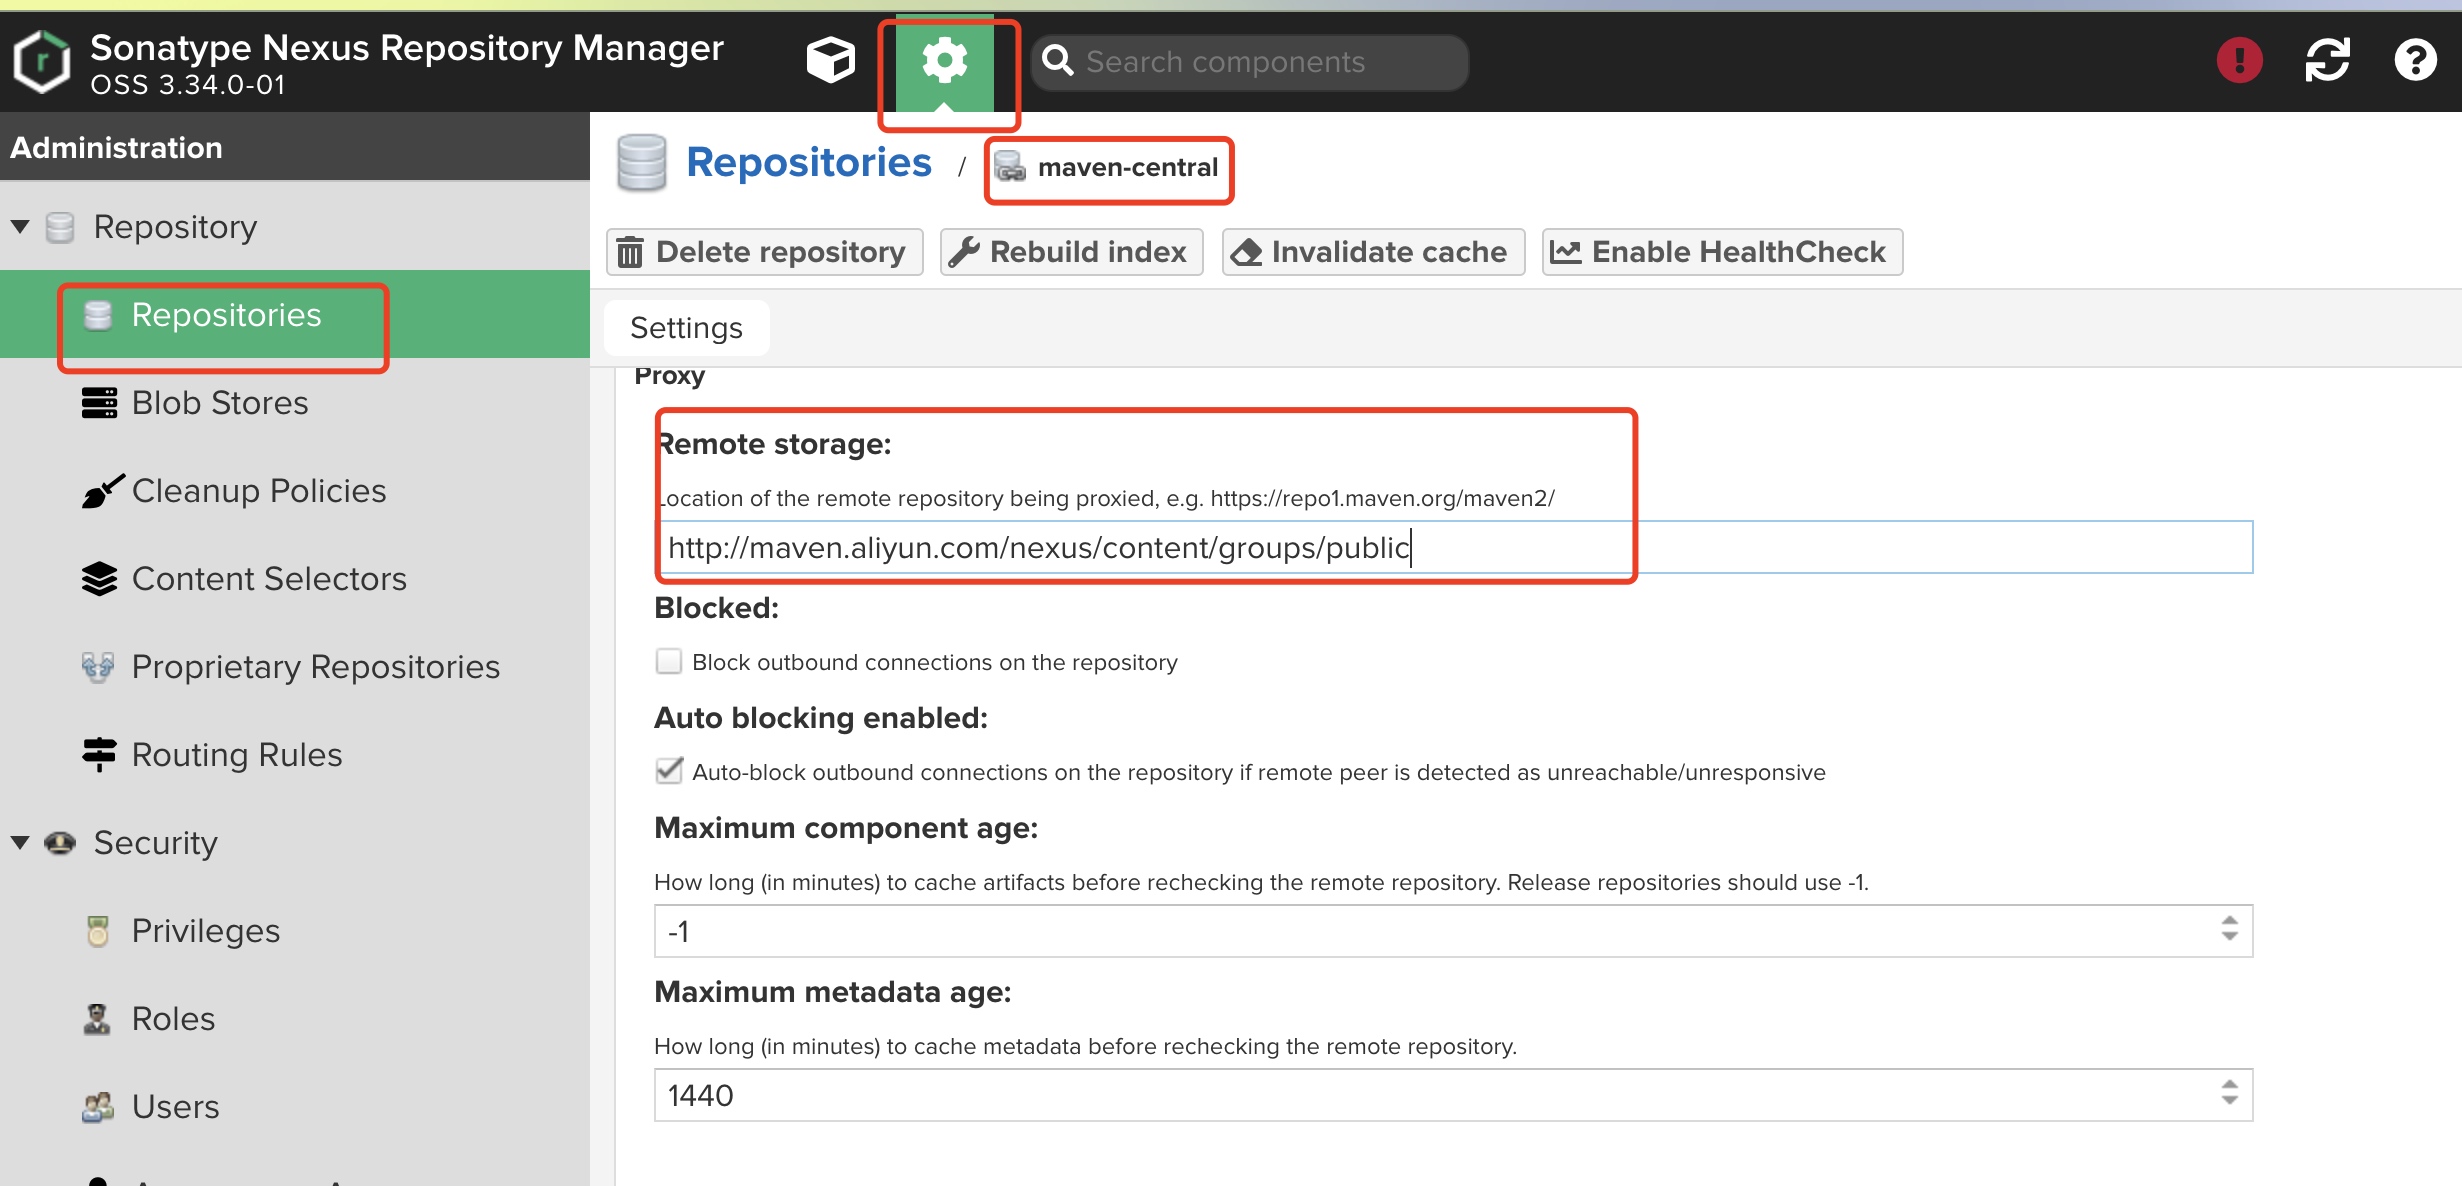 Sonatype Nexus Repository Manager
OSS 3.34.0-01
Search components
Administration
Repository
Repositories
Blob Stores
Cleanup Policies
Content Selectors
Proprietary Repositories
Routing Rules
Security
Privileges
Roles
Users
Repositories / maven-central
Delete repository Rebuild index Invalidate cache Enable HealthCheck
Settings
Proxy
Remote storage:
Location of the remote repository being proxied, e.g. https://repo1.maven.org/maven2/
http://maven.aliyun.com/nexus/content/groups/public
Blocked:
Block outbound connections on the repository
Auto blocking enabled:
Auto-block outbound connections on the repository if remote peer is detected as unreachable/unresponsive
Maximum component age:
How long (in minutes) to cache artifacts before rechecking the remote repository. Release repositories should use -1.
-1
Maximum metadata age:
How long (in minutes) to cache metadata before rechecking the remote repository.
1440